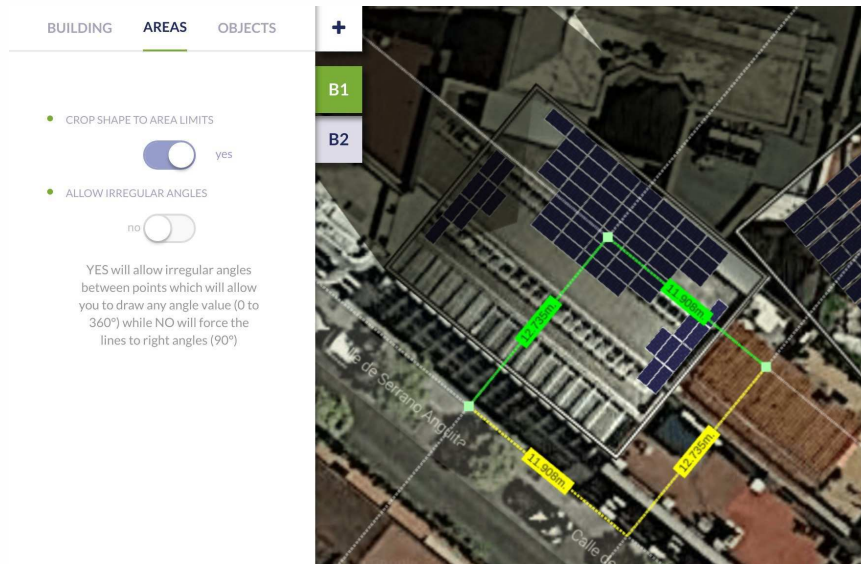 BUILDING AREAS OBJECTS +
B1
B2
CROP SHAPE TO AREA LIMITS
yes
ALLOW IRREGULAR ANGLES
no
YES will allow irregular angles
between points which will allow
you to draw any angle value (0 to
360º) while NO will force the
lines to right angles (90º)
11.908m.
12.735m.
de Serrano Anguita
12.735m.
11.908m.
Calle de